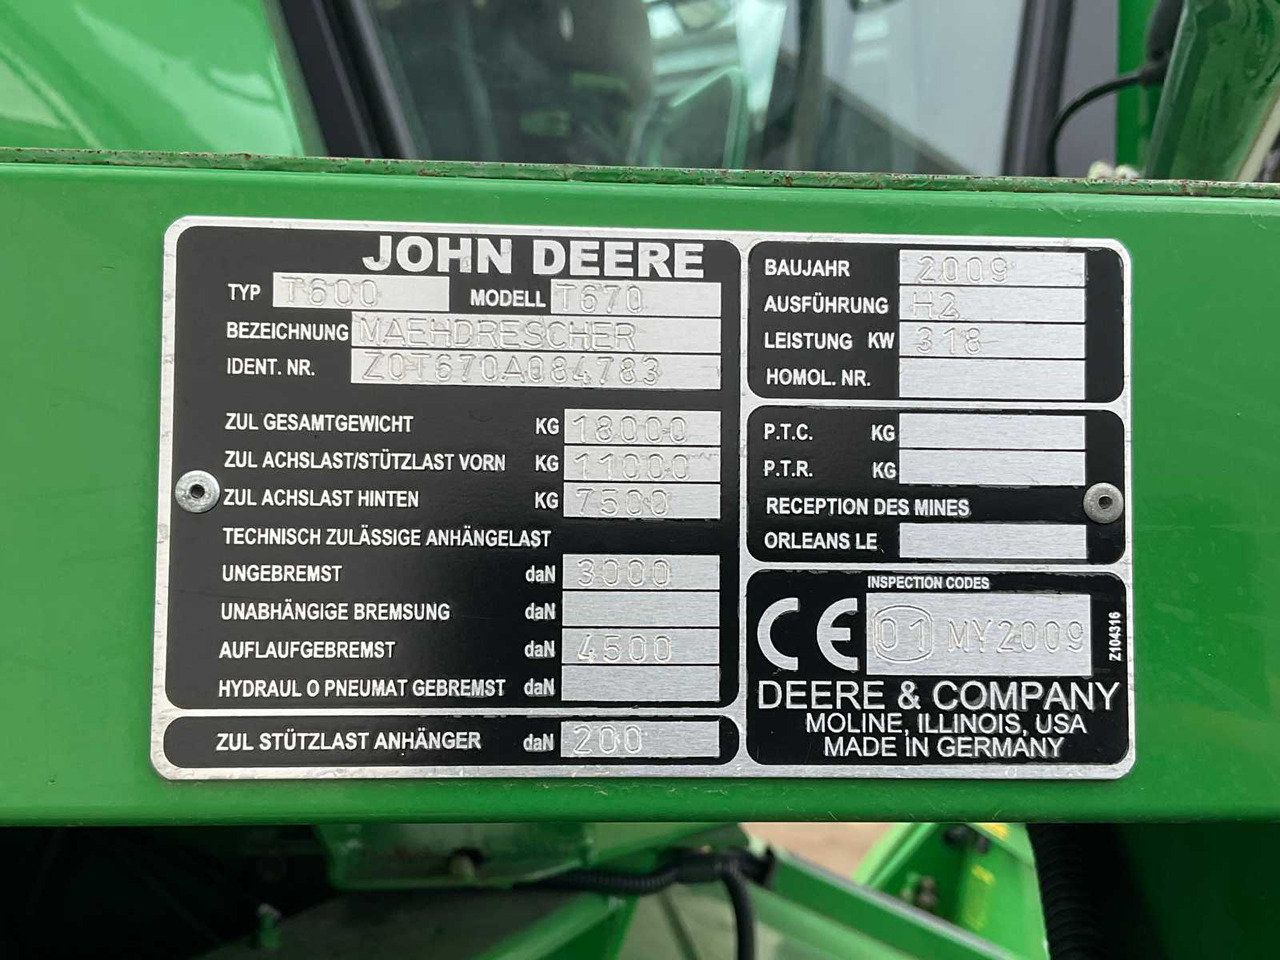 JOHN DEERE
TYP T600 MODELL T670
BEZEICHNUNG MAEHDRESCHER
IDENT. NR. Z0T670A084783
ZUL GESAMTGEWICHT KG 18000
ZUL ACHSLAST/STÜTZLAST VORN KG 11000
ZUL ACHSLAST HINTEN KG 7500
TECHNISCH ZULÄSSIGE ANHÄNGELAST
UNGEBREMST daN 3000
UNABHÄNGIGE BREMSUNG daN
AUFLAUFGEBREMST daN 4500
HYDRAUL O PNEUMAT GEBREMST daN
ZUL STÜTZLAST ANHÄNGER daN 200
BAUJAHR 2009
AUSFÜHRUNG H2
LEISTUNG KW 318
HOMOL. NR.
P.T.C. KG
P.T.R. KG
RECEPTION DES MINES
ORLEANS LE
INSPECTION CODES
CE 01 MY2009
Z104316
DEERE & COMPANY
MOLINE, ILLINOIS, USA
MADE IN GERMANY